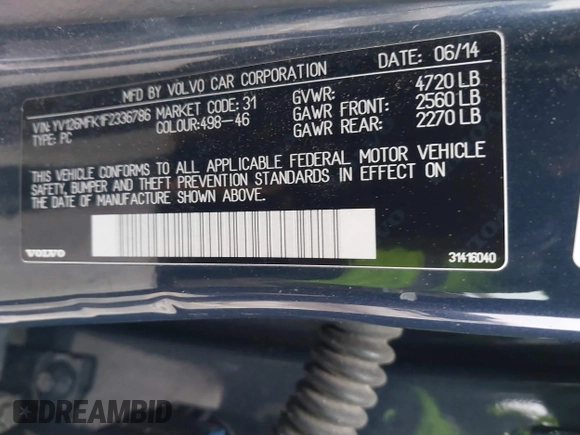 MFD BY VOLVO CAR CORPORATION DATE: 06/14
VIN: YV126MFK1F2336786 MARKET CODE: 31 GVWR: 4720 LB
TYPE: PC COLOUR:498-46 GAWR FRONT: 2560 LB
GAWR REAR: 2270 LB
THIS VEHICLE CONFORMS TO ALL APPLICABLE FEDERAL MOTOR VEHICLE
SAFETY, BUMPER AND THEFT PREVENTION STANDARDS IN EFFECT ON
THE DATE OF MANUFACTURE SHOWN ABOVE.
VOLVO 31416040
DREAMBID